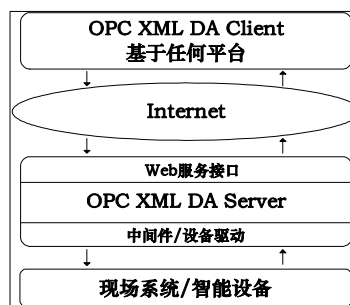 OPC XML DA Client
基于任何平台
Internet
Web服务接口
OPC XML DA Server
中间件/设备驱动
现场系统/智能设备